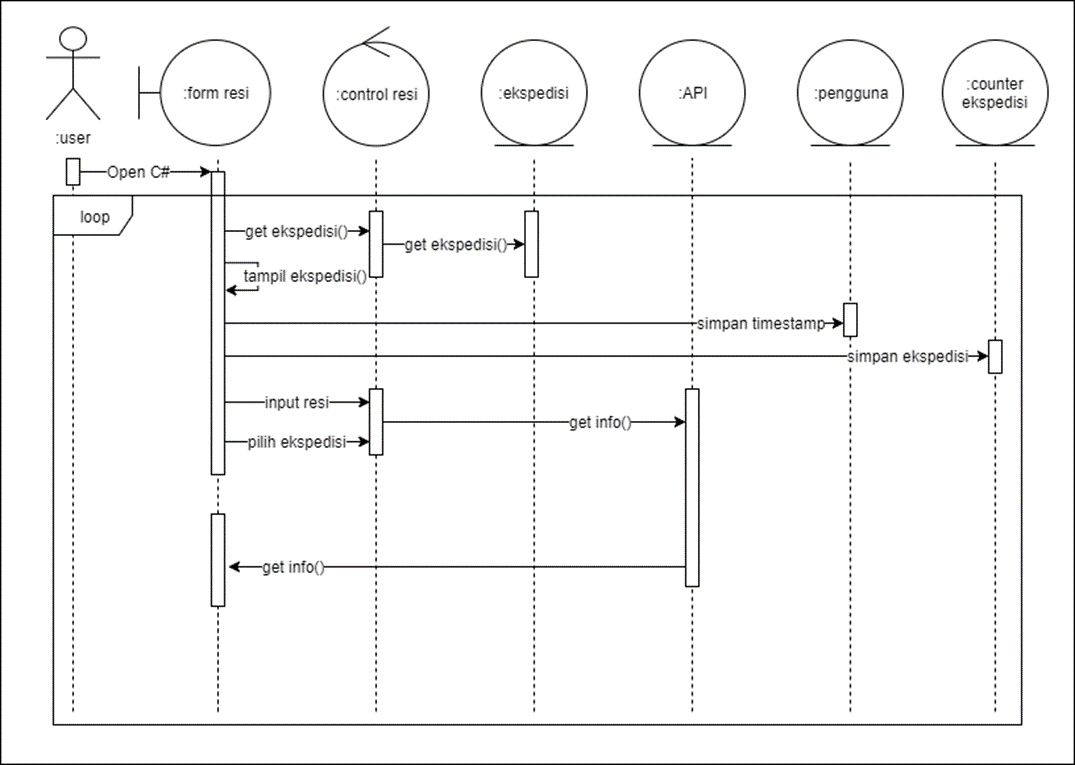 :user
:form resi
:control resi
:ekspedisi
:API
:pengguna
:counter
ekspedisi
Open C#
loop
get ekspedisi()
get ekspedisi()
tampil ekspedisi()
simpan timestamp
simpan ekspedisi
input resi
get info()
pilih ekspedisi
get info()